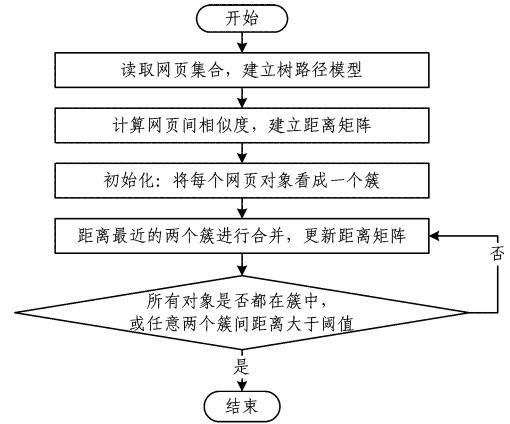 开始
读取网页集合，建立树路径模型
计算网页间相似度，建立距离矩阵
初始化：将每个网页对象看成一个簇
距离最近的两个簇进行合并，更新距离矩阵
否
所有对象是否都在簇中，
或任意两个簇间距离大于阈值
是
结束